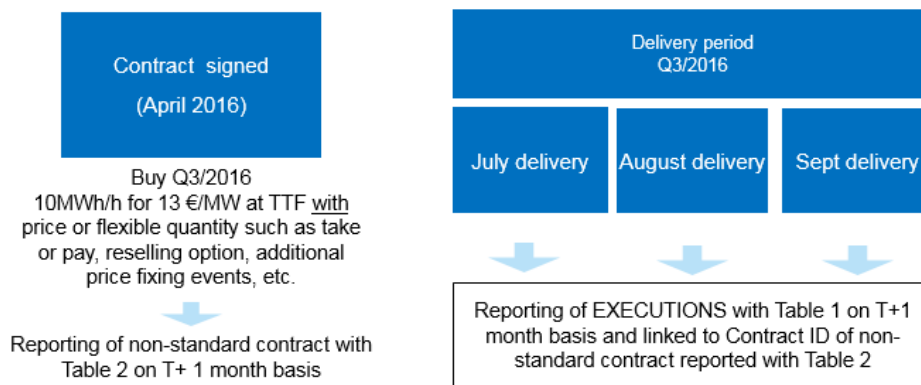 Contract signed
(April 2016)
Buy Q3/2016
10MWh/h for 13 €/MW at TTF with
price or flexible quantity such as take
or pay, reselling option, additional
price fixing events, etc.
Reporting of non-standard contract with
Table 2 on T+ 1 month basis
Delivery period
Q3/2016
July delivery
August delivery
Sept delivery
Reporting of EXECUTIONS with Table 1 on T+1
month basis and linked to Contract ID of non-
standard contract reported with Table 2